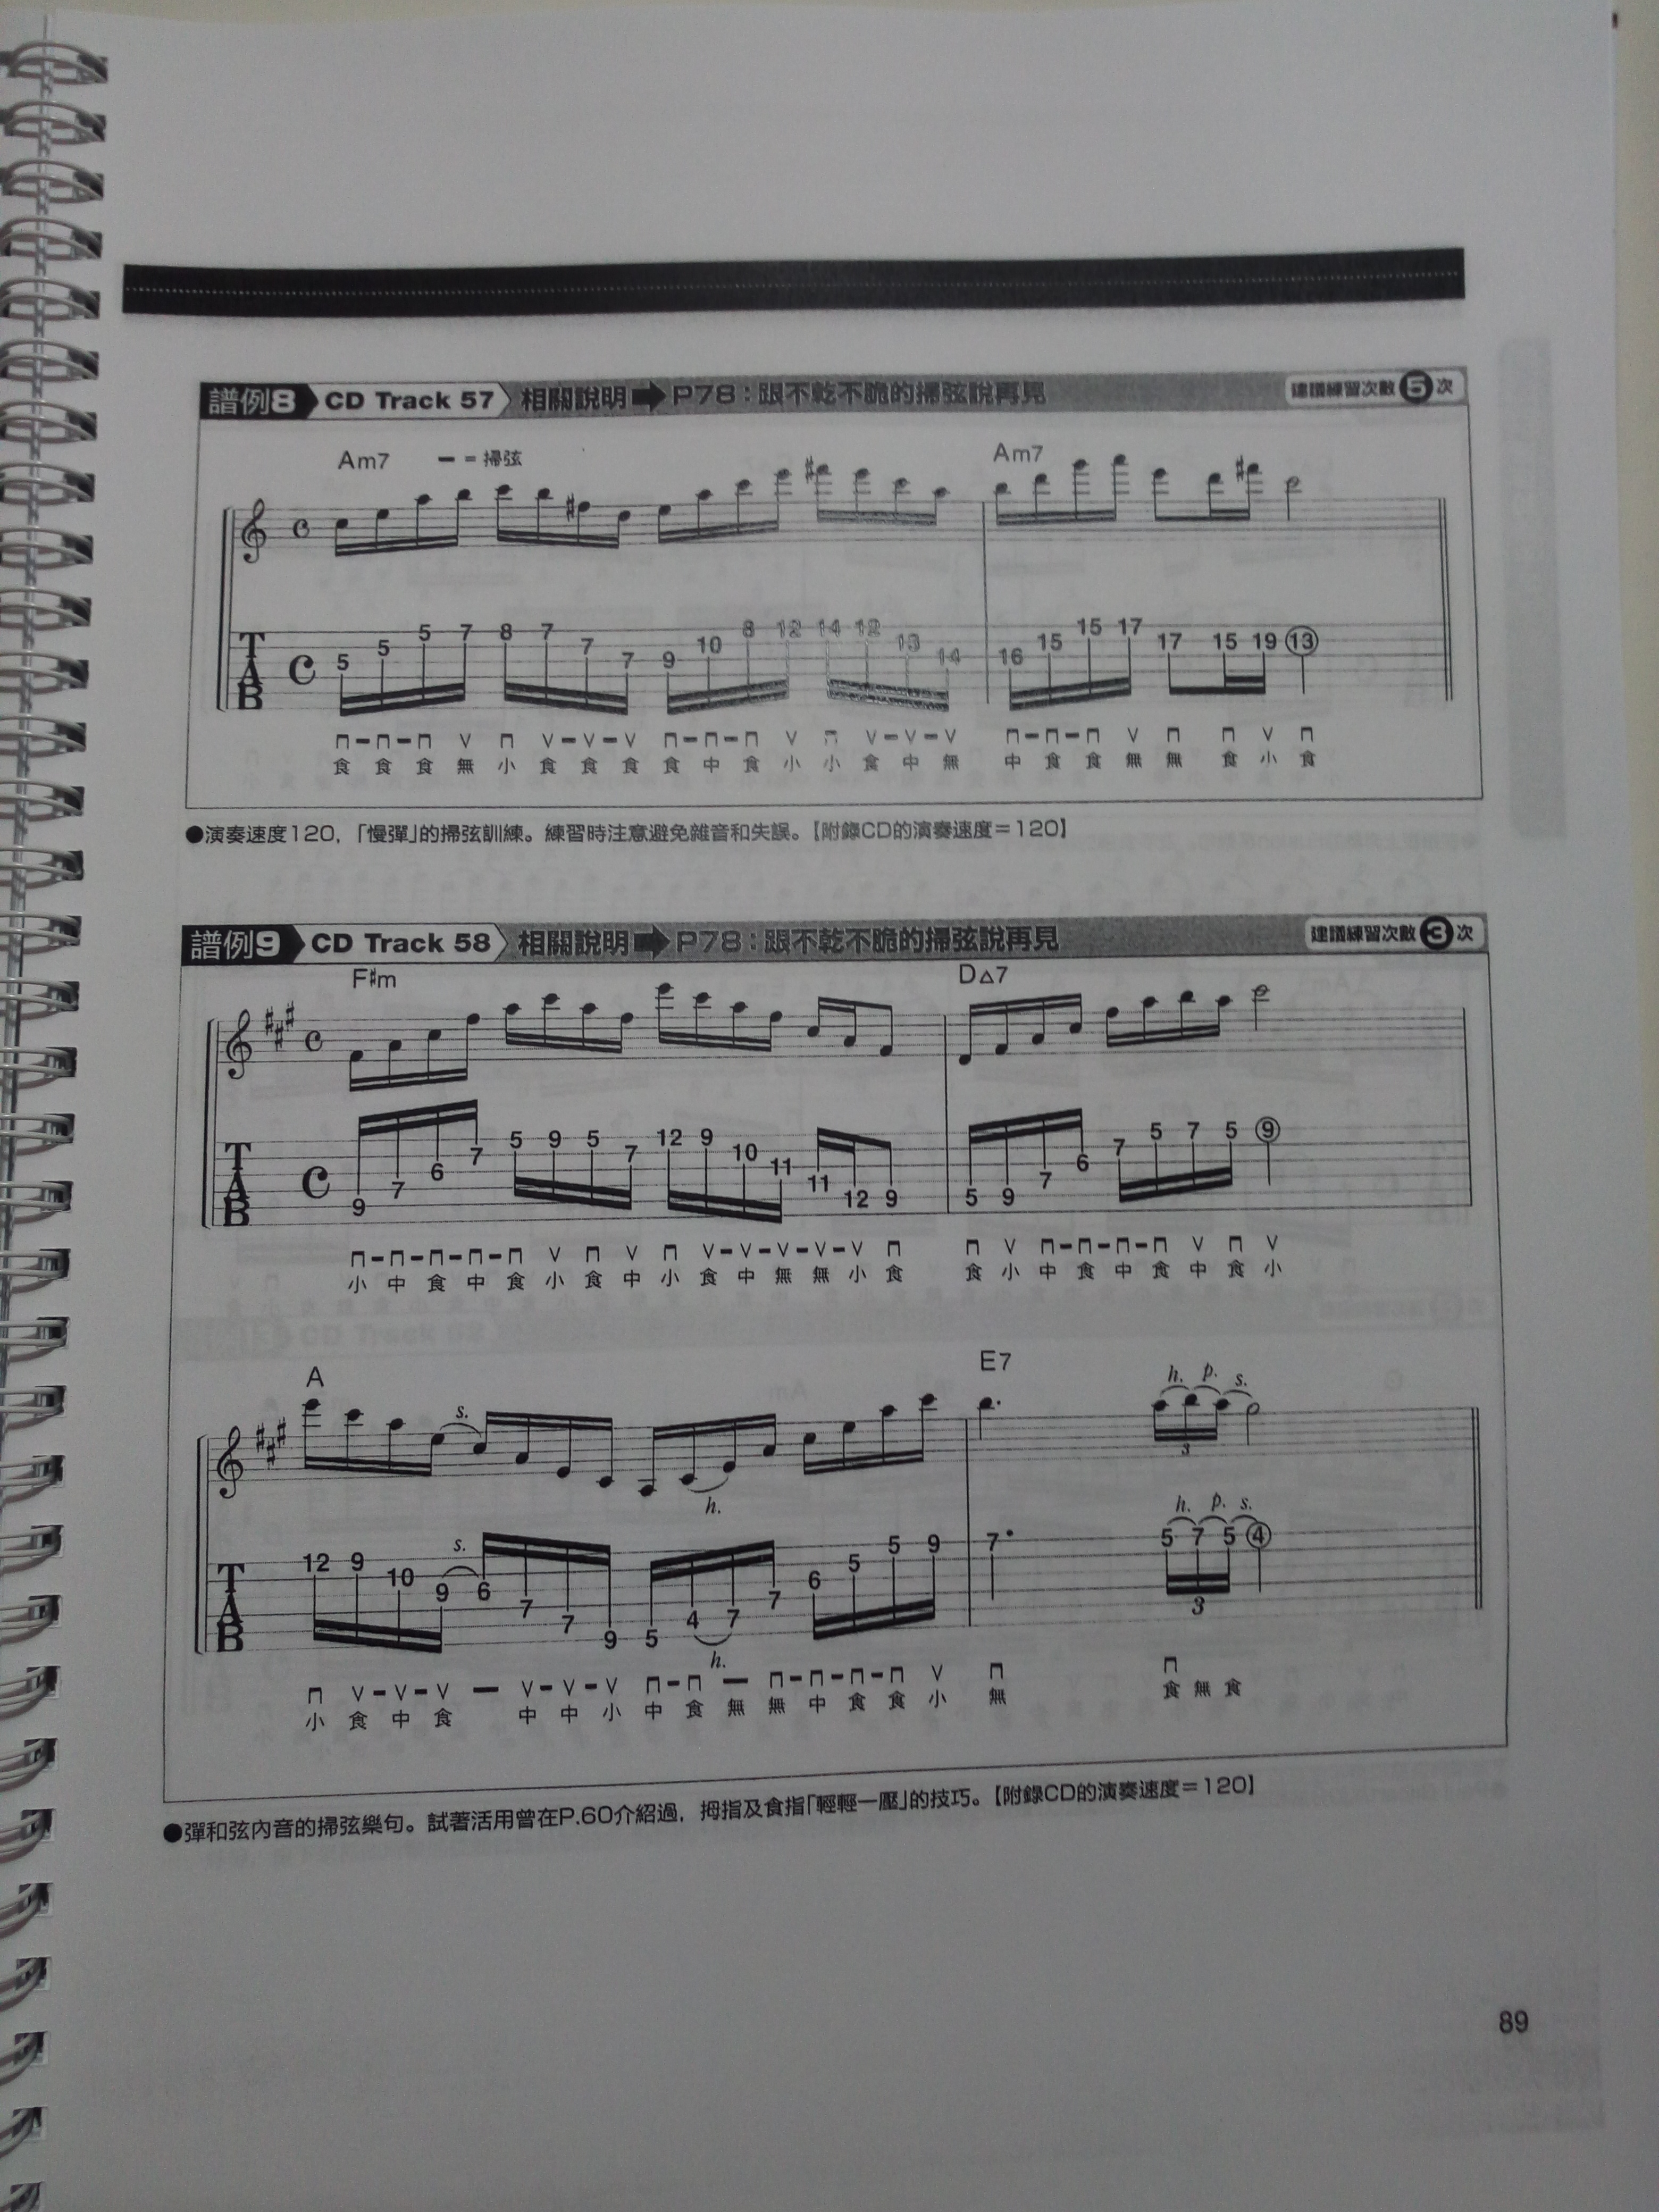 譜例8 CD Track 57 相關說明➡P78：跟不乾不脆的掃弦說再見 建議練習次數 5 次
Am7 ━ = 掃弦 Am7
5 5 5 7 8 7 7 7 9 10 8 12 14 12 13 14 16 15 15 17 17 15 19 13
TAB
食 食 食 無 小 食 食 食 食 中 食 小 小 食 中 無 中 食 食 無 無 食 小 食
●演奏速度120，「慢彈」的掃弦訓練。練習時注意避免雜音和失誤。【附錄CD的演奏速度＝120】
譜例9 CD Track 58 相關說明➡P78：跟不乾不脆的掃弦說再見 建議練習次數 3 次
F♯m D△7
TAB
9 7 6 7 5 9 5 7 12 9 10 11 11 12 9 5 9 7 6 7 5 7 5 9
小 中 食 中 食 小 食 中 小 食 中 無 無 小 食 食 小 中 食 中 食 中 食 小
A E7
s. h. h. p. s.
3
s. h. p. s.
TAB
12 9 10 9 6 7 7 9 5 4 7 7 6 5 5 9 7 5 7 5 4
3
h.
小 食 中 食 中 中 小 中 食 無 無 中 食 食 小 無 食 無 食
●彈和弦內音的掃弦樂句。試著活用曾在P.60介紹過，拇指及食指「輕輕一壓」的技巧。【附錄CD的演奏速度＝120】
89